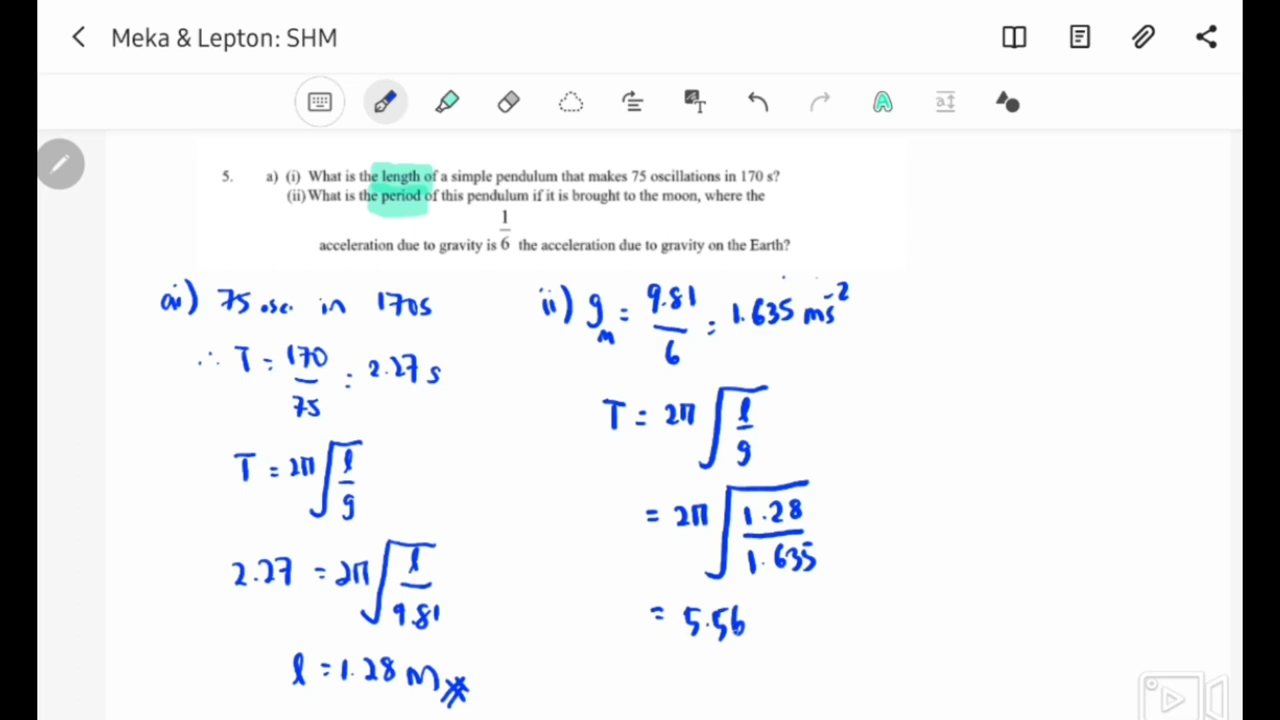 Meka & Lepton: SHM
5. a) (i) What is the length of a simple pendulum that makes 75 oscillations in 170 s?
(ii) What is the period of this pendulum if it is brought to the moon, where the
acceleration due to gravity is 1/6 the acceleration due to gravity on the Earth?
ai) 75 osc. in 170s
∴ T = 170/75 = 2.27 s
T = 2π √(l/g)
2.27 = 2π √(l/9.81)
l = 1.28 m
ii) g_m = 9.81/6 = 1.635 ms⁻²
T = 2π √(l/g)
= 2π √(1.28/1.635)
= 5.56